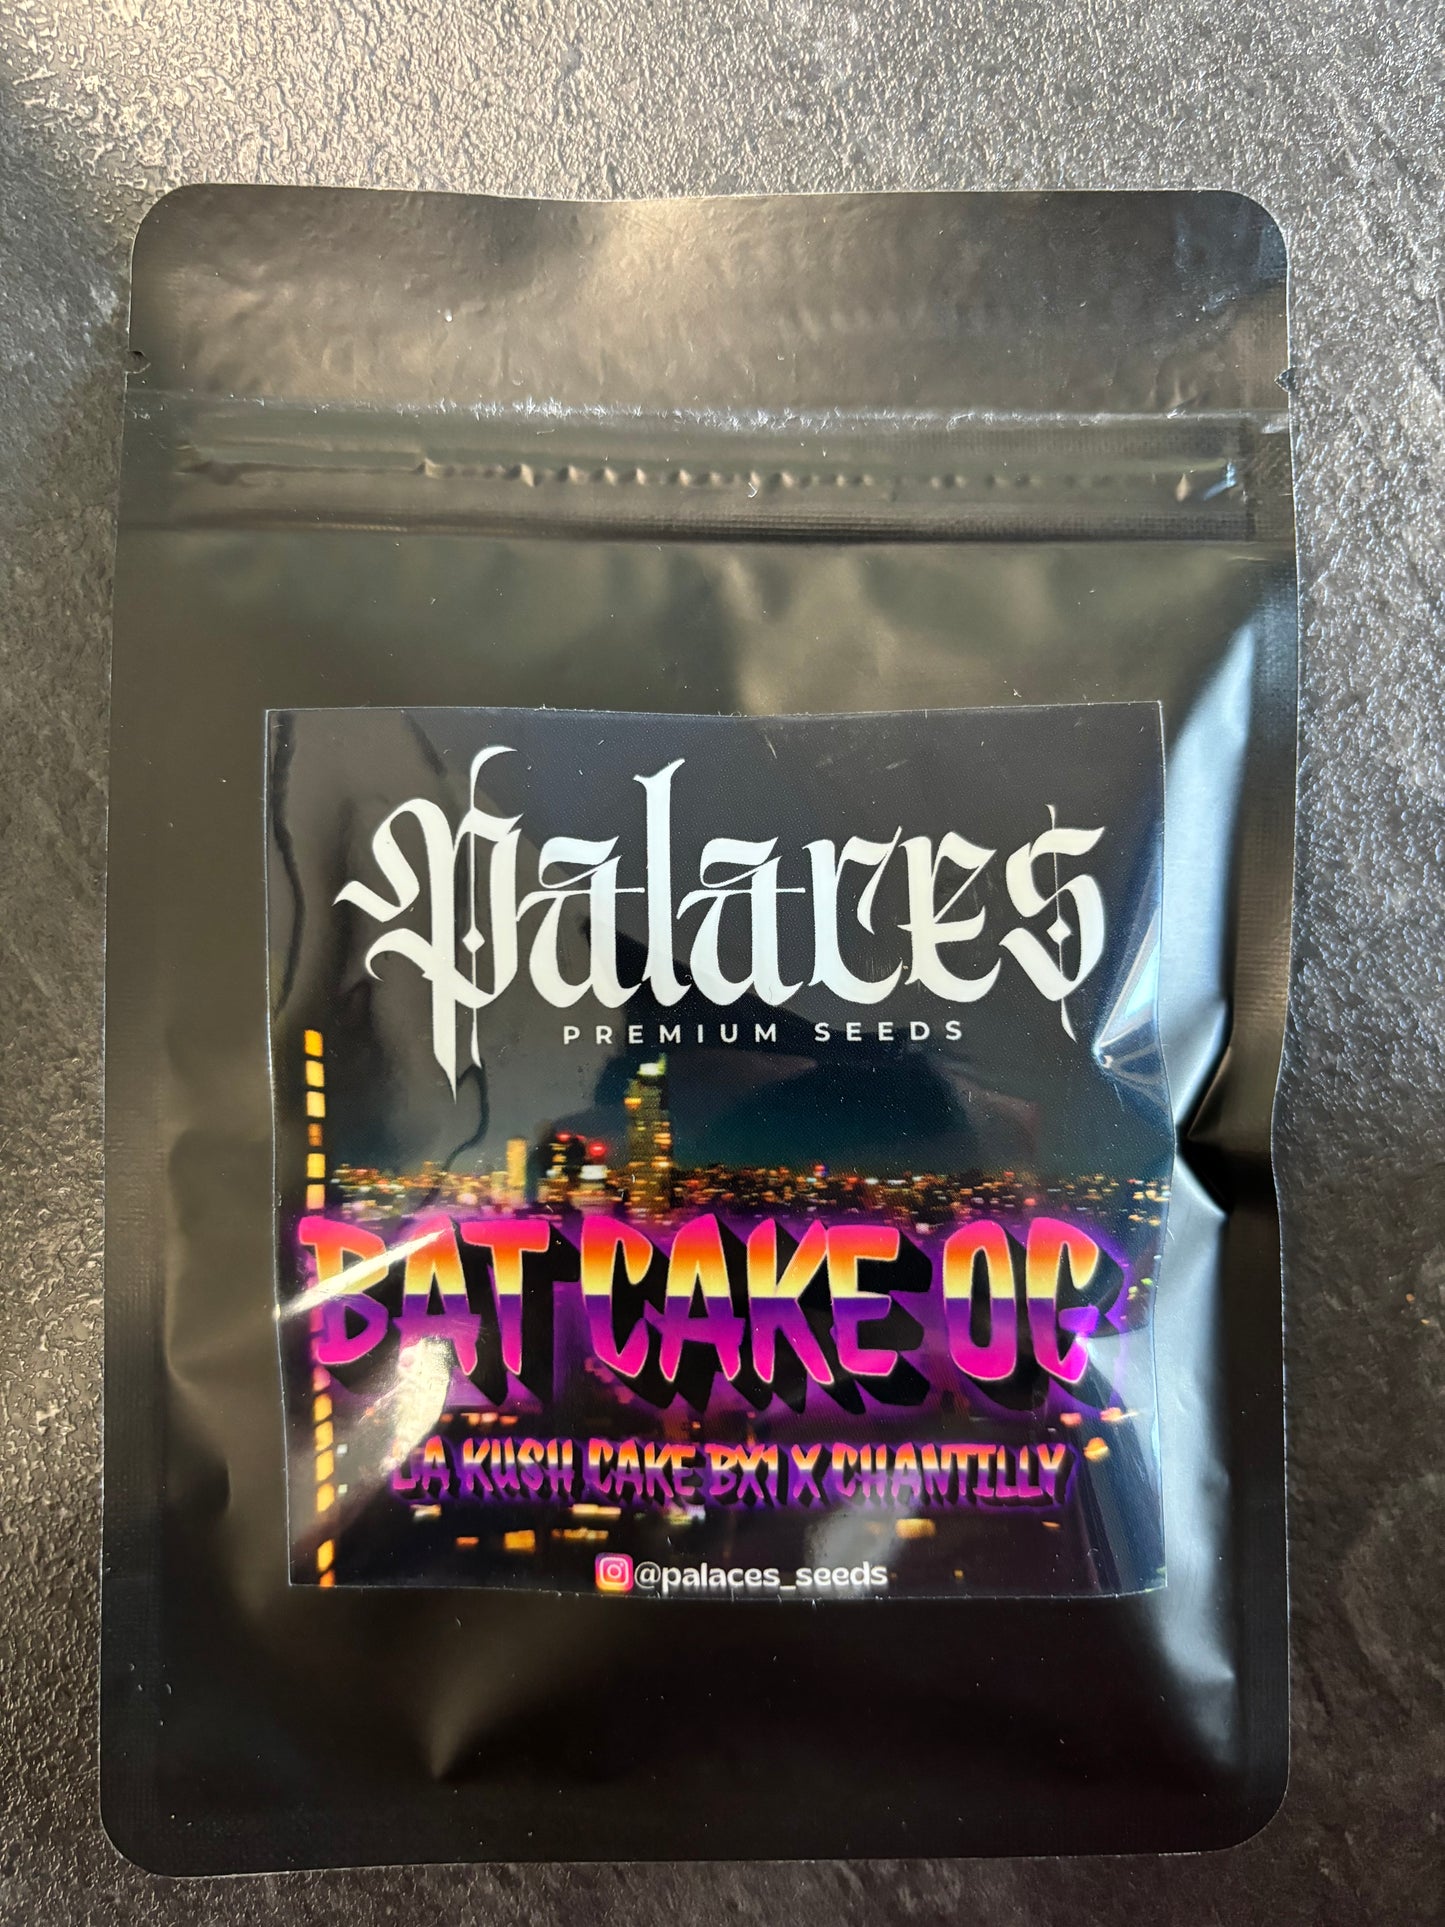 Palaces
PREMIUM SEEDS
BAT CAKE OG
LA KUSH CAKE BX1 X CHANTILLY
@palaces_seeds